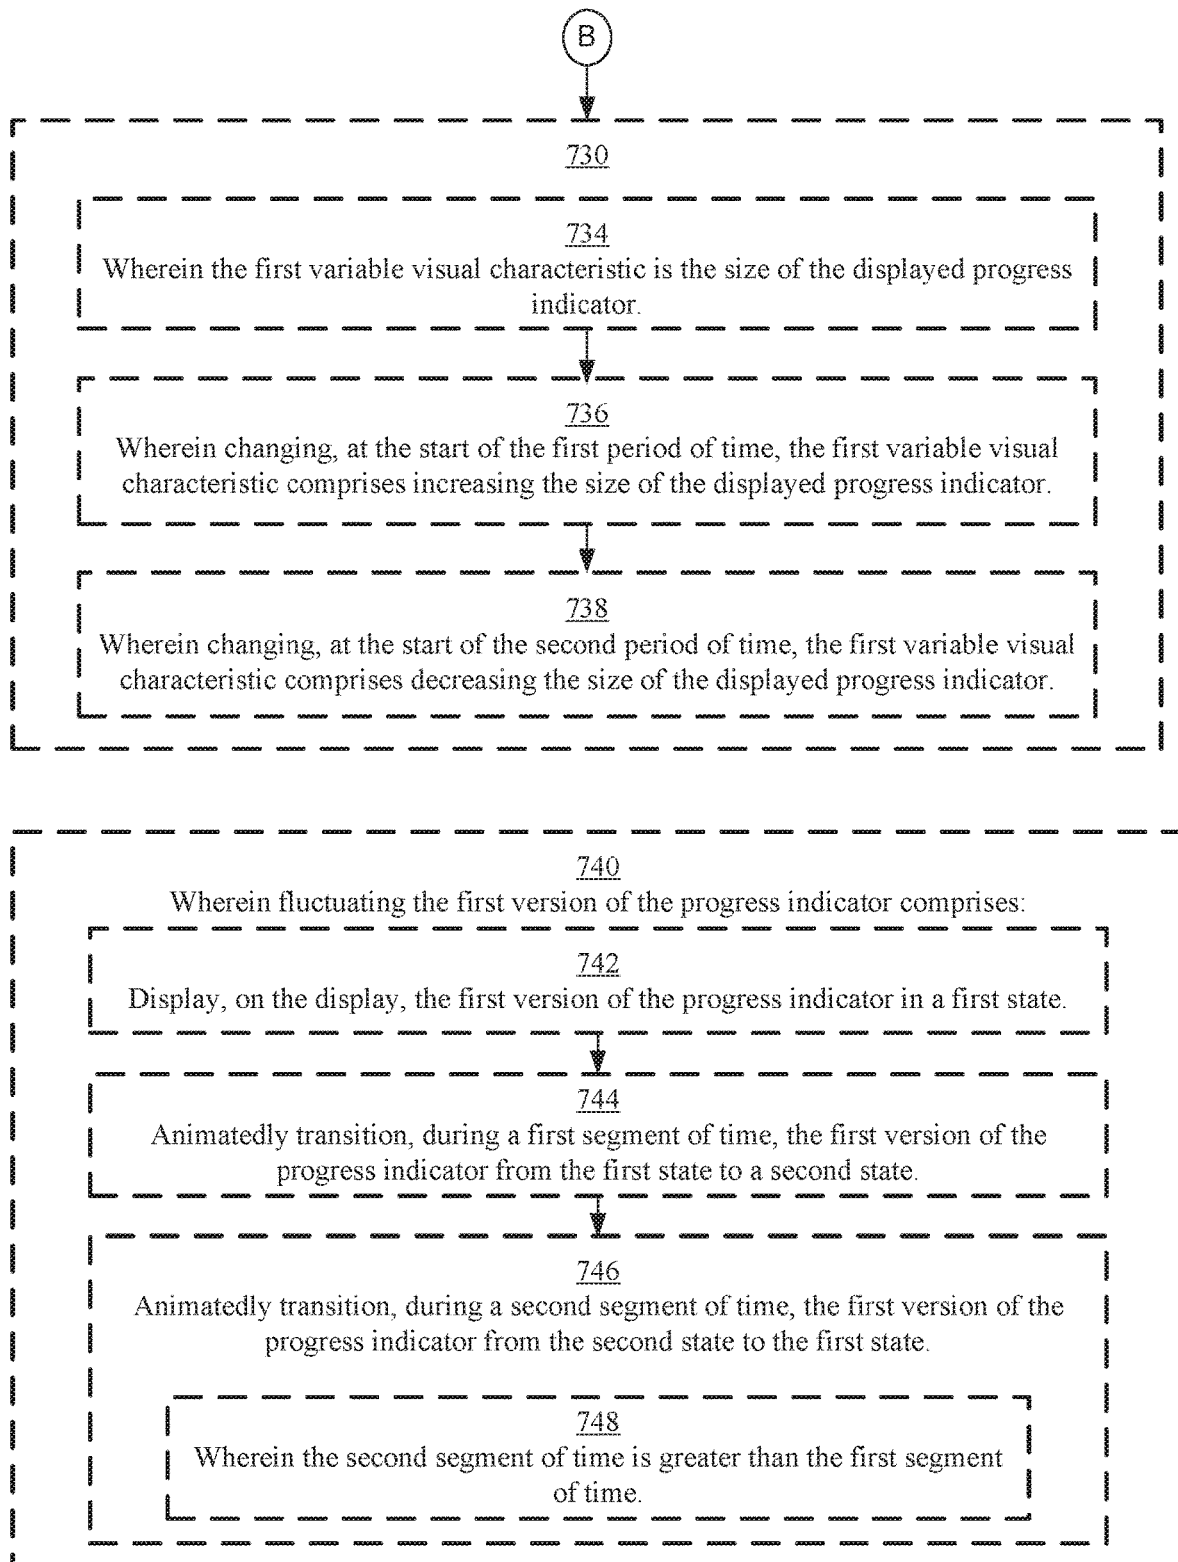 B
730
734
Wherein the first variable visual characteristic is the size of the displayed progress
indicator.
736
Wherein changing, at the start of the first period of time, the first variable visual
characteristic comprises increasing the size of the displayed progress indicator.
738
Wherein changing, at the start of the second period of time, the first variable visual
characteristic comprises decreasing the size of the displayed progress indicator.
740
Wherein fluctuating the first version of the progress indicator comprises:
742
Display, on the display, the first version of the progress indicator in a first state.
744
Animatedly transition, during a first segment of time, the first version of the
progress indicator from the first state to a second state.
746
Animatedly transition, during a second segment of time, the first version of the
progress indicator from the second state to the first state.
748
Wherein the second segment of time is greater than the first segment
of time.